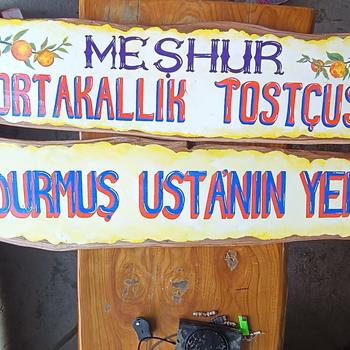 MEŞHUR
ORTAKALLIK TOSTÇUS
DURMUŞ USTA'NIN YER